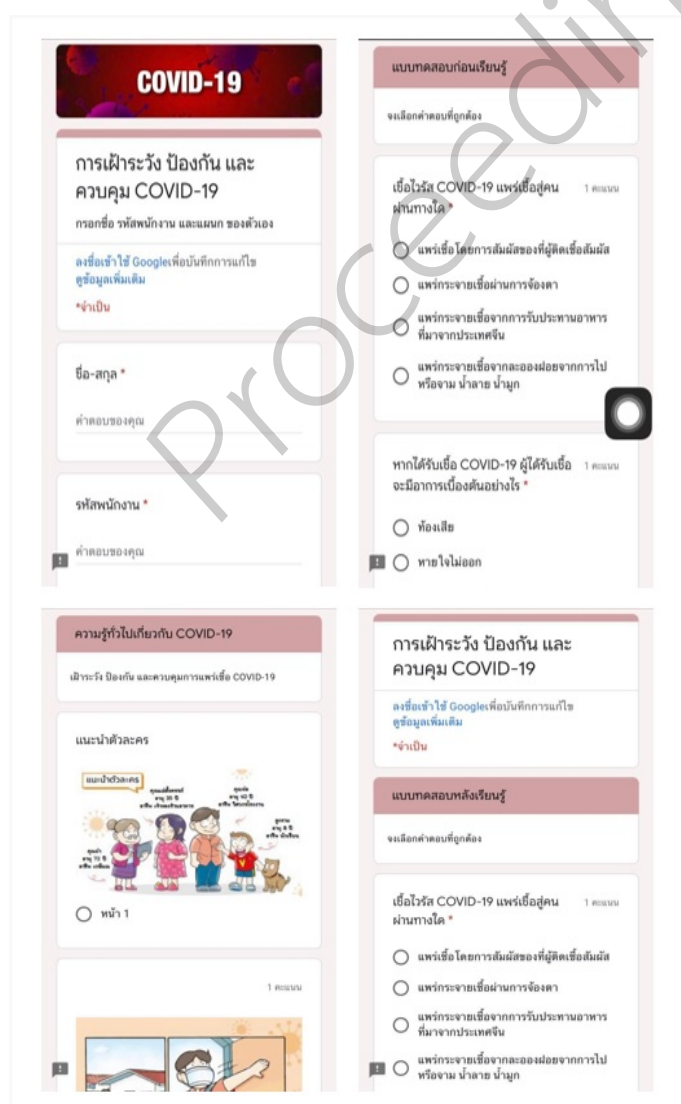 COVID-19
การเฝ้าระวัง ป้องกัน และ
ควบคุม COVID-19
กรอกชื่อ รหัสพนักงาน และแผนก ของตัวเอง
ลงชื่อเข้าใช้ Googleเพื่อบันทึกการแก้ไข
ดูข้อมูลเพิ่มเติม
*จำเป็น
ชื่อ-สกุล *
คำตอบของคุณ
รหัสพนักงาน *
คำตอบของคุณ
แบบทดสอบก่อนเรียนรู้
จงเลือกคำตอบที่ถูกต้อง
เชื้อไวรัส COVID-19 แพร่เชื้อสู่คน 1 คะแนน
ผ่านทางใด *
แพร่เชื้อโดยการสัมผัสของที่ผู้ติดเชื้อสัมผัส
แพร่กระจายเชื้อผ่านการจ้องตา
แพร่กระจายเชื้อจากการรับประทานอาหาร
ที่มาจากประเทศจีน
แพร่กระจายเชื้อจากละอองฝอยจากการไป
หรือจาม น้ำลาย น้ำมูก
หากได้รับเชื้อ COVID-19 ผู้ได้รับเชื้อ 1 คะแนน
จะมีอาการเบื้องต้นอย่างไร *
ท้องเสีย
หายใจไม่ออก
ความรู้ทั่วไปเกี่ยวกับ COVID-19
เฝ้าระวัง ป้องกัน และควบคุมการแพร่เชื้อ COVID-19
แนะนำตัวละคร
แนะนำตัวละคร
อายุ 35 ปี
อายุ 40 ปี
อายุ 8 ปี
อายุ 70 ปี
หน้า 1
1 คะแนน
การเฝ้าระวัง ป้องกัน และ
ควบคุม COVID-19
ลงชื่อเข้าใช้ Googleเพื่อบันทึกการแก้ไข
ดูข้อมูลเพิ่มเติม
*จำเป็น
แบบทดสอบหลังเรียนรู้
จงเลือกคำตอบที่ถูกต้อง
เชื้อไวรัส COVID-19 แพร่เชื้อสู่คน 1 คะแนน
ผ่านทางใด *
แพร่เชื้อโดยการสัมผัสของที่ผู้ติดเชื้อสัมผัส
แพร่กระจายเชื้อผ่านการจ้องตา
แพร่กระจายเชื้อจากการรับประทานอาหาร
ที่มาจากประเทศจีน
แพร่กระจายเชื้อจากละอองฝอยจากการไป
หรือจาม น้ำลาย น้ำมูก